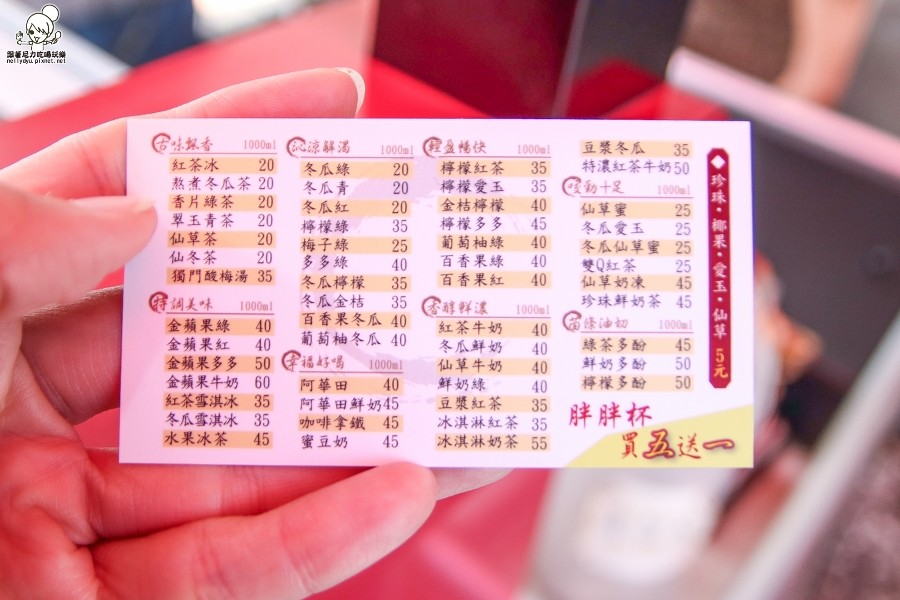 跟著尼力吃喝玩樂
nellydyu.pixnet.net
古味飄香 1000ml
紅茶冰 20
熬煮冬瓜茶 20
香片綠茶 20
翠玉青茶 20
仙草茶 20
仙冬茶 20
獨門酸梅湯 35
特調美味 1000ml
金蘋果綠 40
金蘋果紅 40
金蘋果多多 50
金蘋果牛奶 60
紅茶雪淇冰 35
冬瓜雪淇冰 35
水果冰茶 45
沁涼解渴 1000ml
冬瓜綠 20
冬瓜青 20
冬瓜紅 20
檸檬綠 35
梅子綠 25
多多綠 40
冬瓜檸檬 35
冬瓜金桔 35
百香果冬瓜 40
葡萄柚冬瓜 40
幸福好喝 1000ml
阿華田 40
阿華田鮮奶 45
咖啡拿鐵 45
蜜豆奶 45
輕盈暢快 1000ml
檸檬紅茶 35
檸檬愛玉 35
金桔檸檬 40
檸檬多多 45
葡萄柚綠 40
百香果綠 40
百香果紅 40
香醇鮮濃 1000ml
紅茶牛奶 40
冬瓜鮮奶 40
仙草牛奶 40
鮮奶綠 40
豆漿紅茶 35
冰淇淋紅茶 35
冰淇淋奶茶 55
豆漿冬瓜 35
特濃紅茶牛奶 50
咬勁十足 1000ml
仙草蜜 25
冬瓜愛玉 25
冬瓜仙草蜜 25
雙Q紅茶 25
仙草奶凍 45
珍珠鮮奶茶 45
苗條油切 1000ml
綠茶多酚 45
鮮奶多酚 50
檸檬多酚 50
◆珍珠・椰果・愛玉・仙草 5元
胖胖杯
買五送一